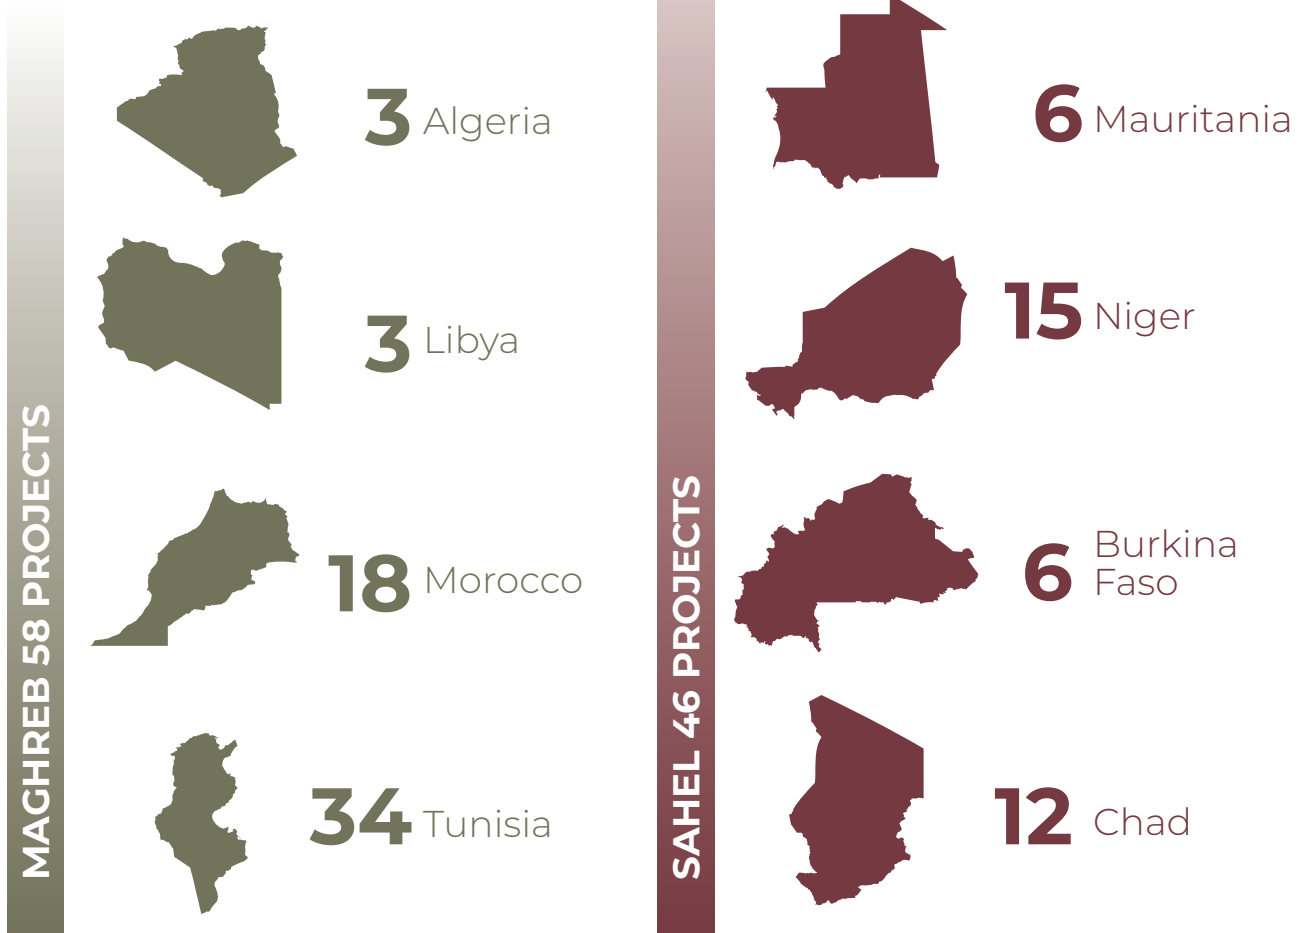 MAGHREB 58 PROJECTS
3 Algeria
3 Libya
18 Morocco
34 Tunisia
SAHEL 46 PROJECTS
6 Mauritania
15 Niger
6 Burkina
Faso
12 Chad